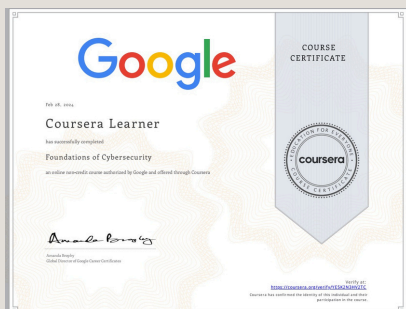 Google
COURSE
CERTIFICATE
Feb 28, 2024
Coursera Learner
has successfully completed
Foundations of Cybersecurity
an online non-credit course authorized by Google and offered through Coursera
EDUCATION FOR EVERYONE
coursera
COURSE CERTIFICATE
Amanda Brophy
Amanda Brophy
Global Director of Google Career Certificates
Verify at:
Coursera has confirmed the identity of this individual and their
participation in the course.